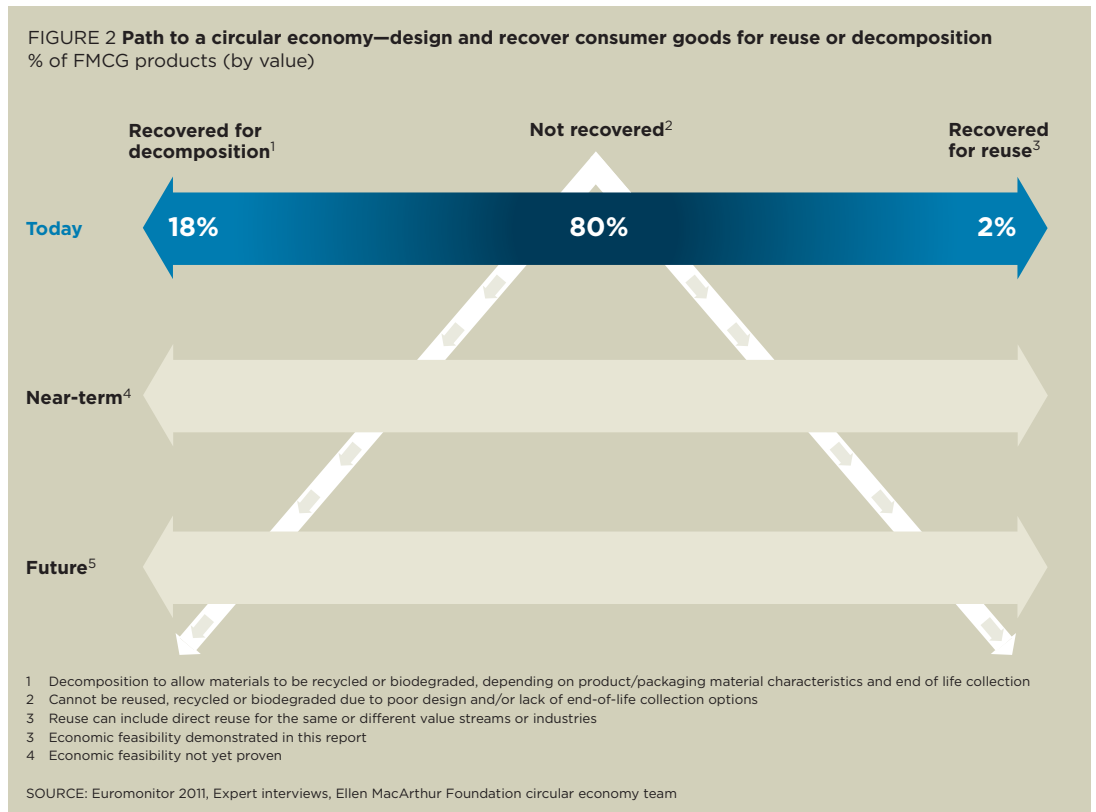 FIGURE 2 Path to a circular economy—design and recover consumer goods for reuse or decomposition
% of FMCG products (by value)
Recovered for
decomposition1
Not recovered2
Recovered
for reuse3
Today
18%
80%
2%
Near-term4
Future5
1 Decomposition to allow materials to be recycled or biodegraded, depending on product/packaging material characteristics and end of life collection
2 Cannot be reused, recycled or biodegraded due to poor design and/or lack of end-of-life collection options
3 Reuse can include direct reuse for the same or different value streams or industries
3 Economic feasibility demonstrated in this report
4 Economic feasibility not yet proven
SOURCE: Euromonitor 2011, Expert interviews, Ellen MacArthur Foundation circular economy team